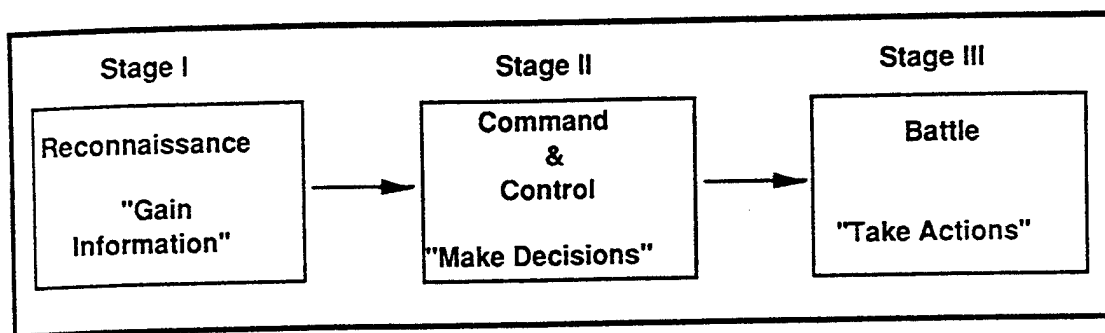 Stage I
Reconnaissance
"Gain
Information"
Stage II
Command
&
Control
"Make Decisions"
Stage III
Battle
"Take Actions"